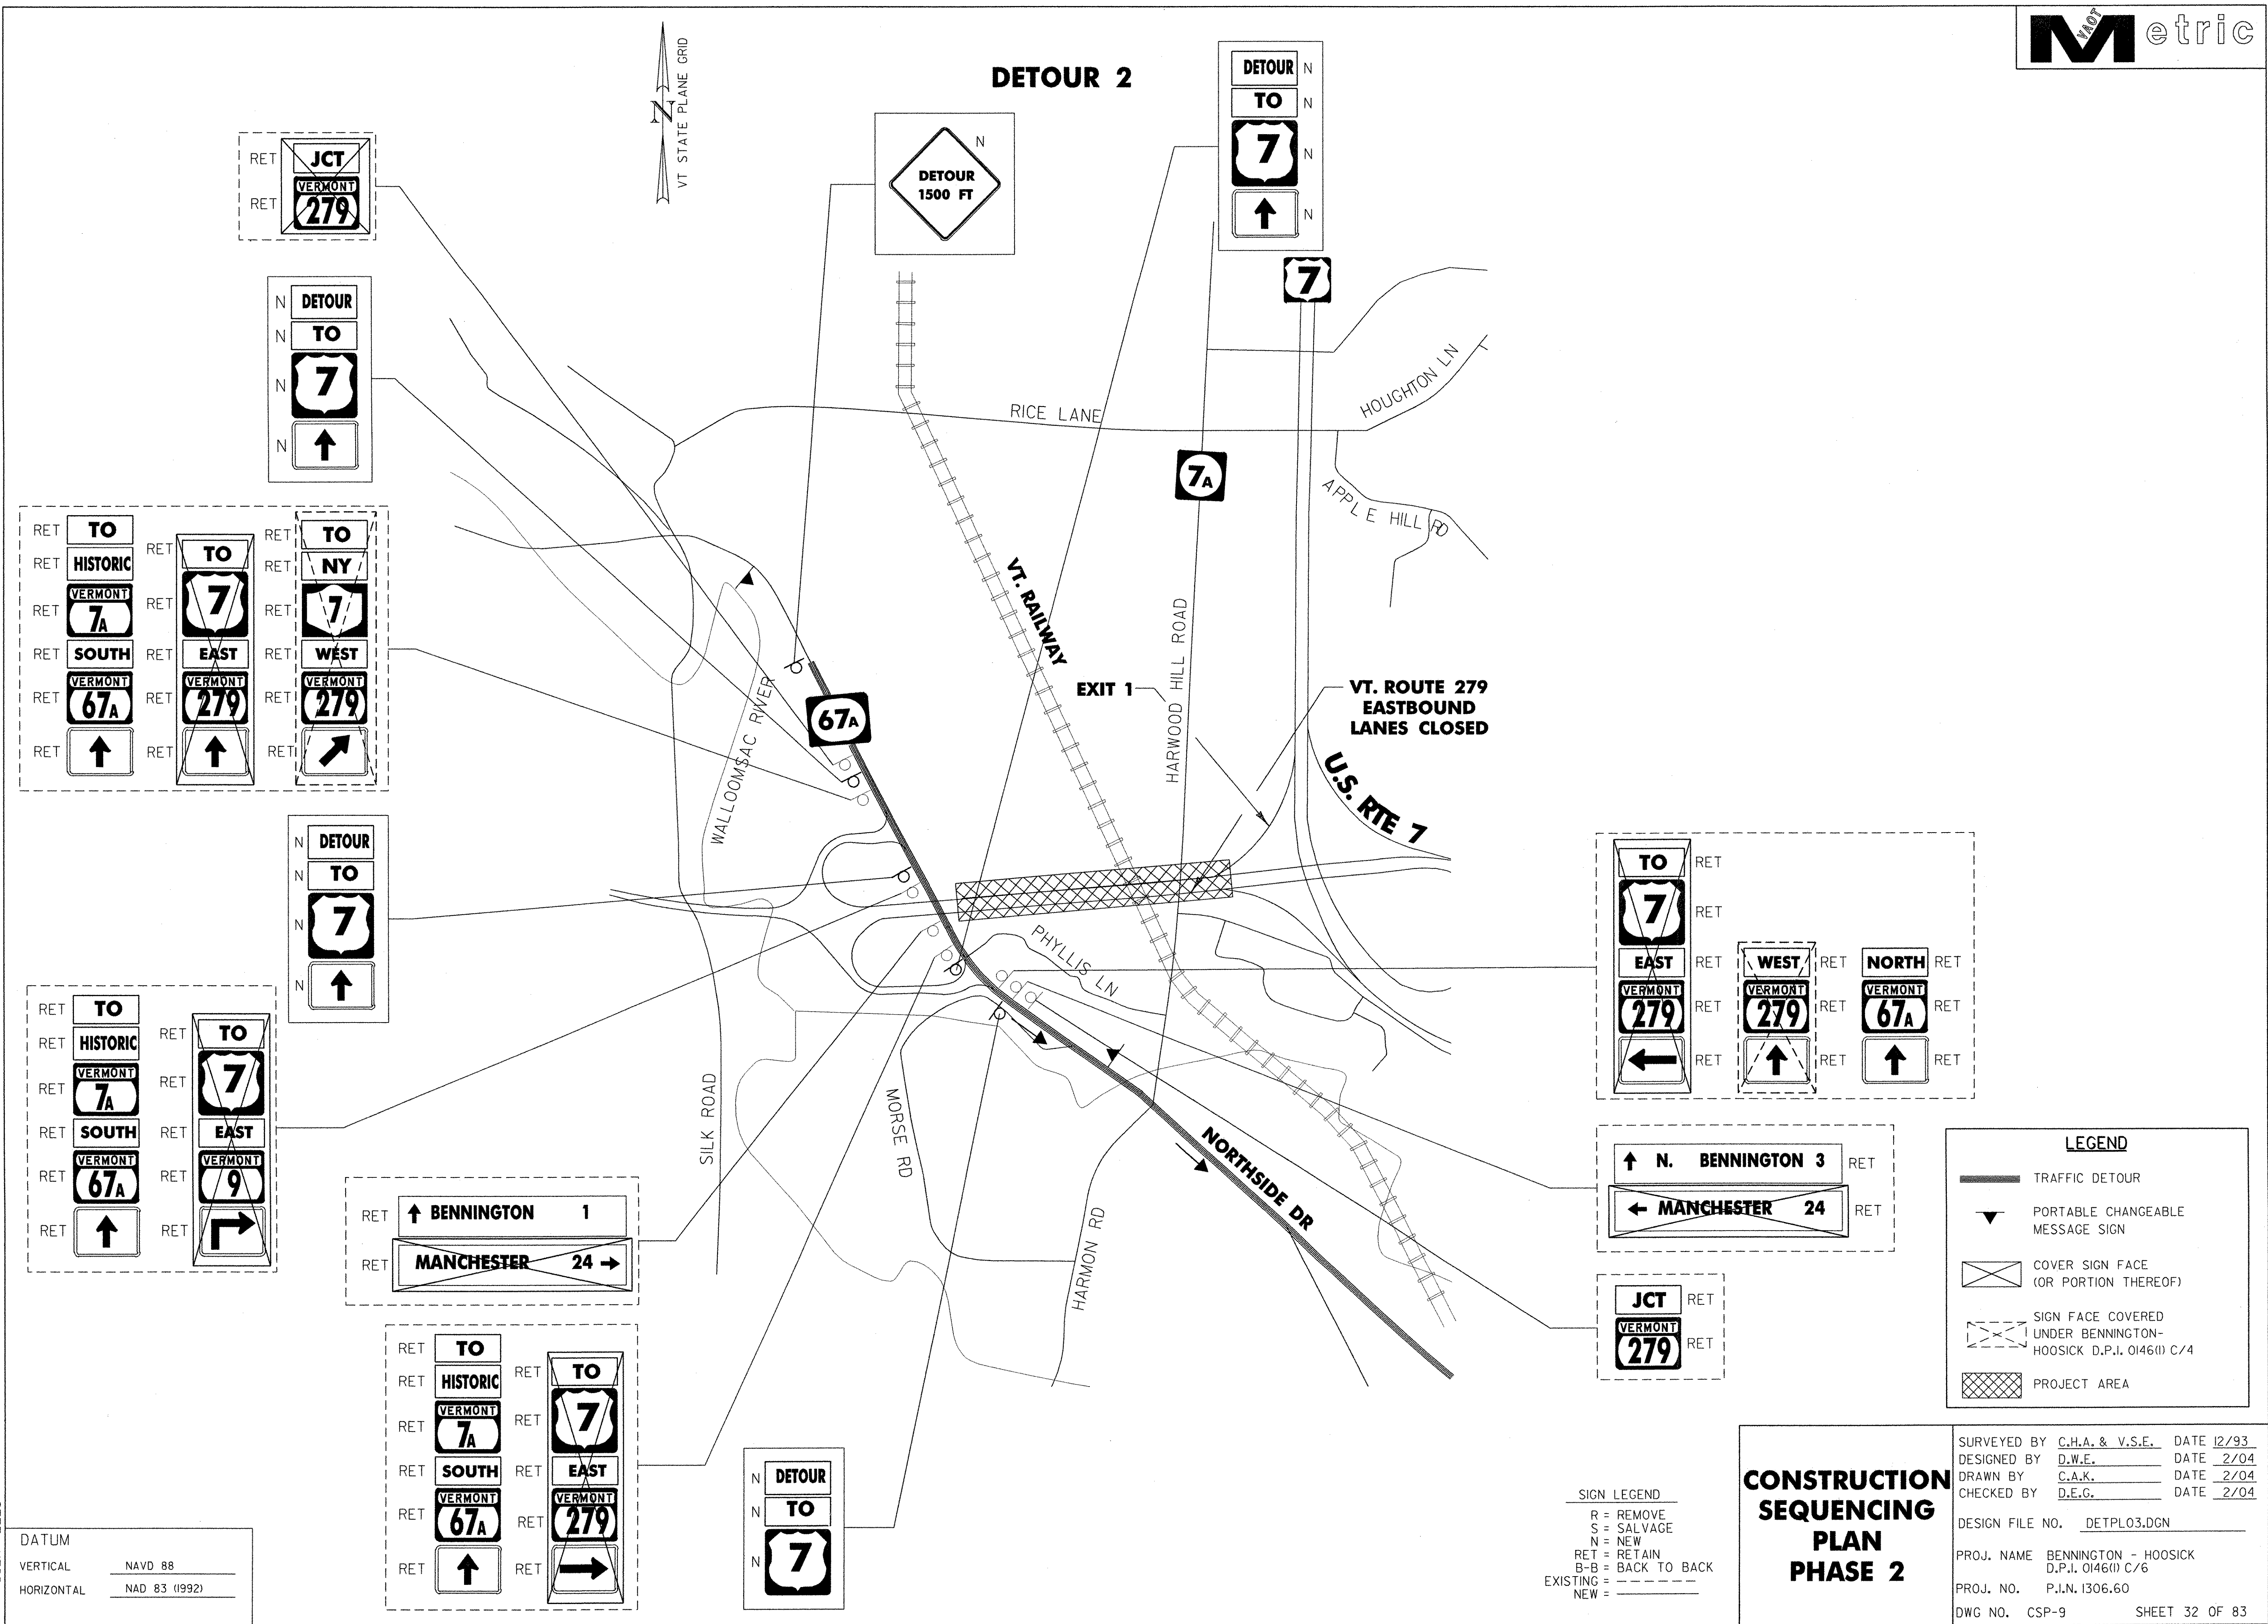 VAOT
Metric
DETOUR 2
N
VT STATE PLANE GRID
DETOUR N
TO N
7 N
N
N
DETOUR
1500 FT
RET JCT
RET VERMONT
279
N DETOUR
N TO
N 7
N
7
RICE LANE
HOUGHTON LN
7A
APPLE HILL RD
RET TO
RET HISTORIC
RET VERMONT
7A
RET SOUTH
RET VERMONT
67A
RET
RET TO
RET 7
RET EAST
RET VERMONT
279
RET
RET TO
RET NY
RET 7
RET WEST
RET VERMONT
279
RET
VT. RAILWAY
HARWOOD HILL ROAD
EXIT 1
VT. ROUTE 279
EASTBOUND
LANES CLOSED
67A
WALLOOMSAC RIVER
U.S. RTE 7
N DETOUR
N TO
N 7
N
TO RET
7 RET
EAST RET
VERMONT
279 RET
RET
WEST RET
VERMONT
279 RET
RET
NORTH RET
VERMONT
67A RET
RET
PHYLLIS LN
RET TO
RET HISTORIC
RET VERMONT
7A
RET SOUTH
RET VERMONT
67A
RET
RET TO
RET 7
RET EAST
RET VERMONT
9
RET
SILK ROAD
MORSE RD
HARMON RD
NORTHSIDE DR
RET BENNINGTON 1
RET MANCHESTER 24
N. BENNINGTON 3 RET
MANCHESTER 24 RET
JCT RET
VERMONT
279 RET
RET TO
RET HISTORIC
RET VERMONT
7A
RET SOUTH
RET VERMONT
67A
RET
RET TO
RET 7
RET EAST
RET VERMONT
279
RET
N DETOUR
N TO
N 7
LEGEND
TRAFFIC DETOUR
PORTABLE CHANGEABLE
MESSAGE SIGN
COVER SIGN FACE
(OR PORTION THEREOF)
SIGN FACE COVERED
UNDER BENNINGTON-
HOOSICK D.P.I. 0146(1) C/4
PROJECT AREA
SIGN LEGEND
R = REMOVE
S = SALVAGE
N = NEW
RET = RETAIN
B-B = BACK TO BACK
EXISTING =
NEW =
DATUM
VERTICAL NAVD 88
HORIZONTAL NAD 83 (1992)
CONSTRUCTION
SEQUENCING
PLAN
PHASE 2
SURVEYED BY C.H.A. & V.S.E. DATE 12/93
DESIGNED BY D.W.E. DATE 2/04
DRAWN BY C.A.K. DATE 2/04
CHECKED BY D.E.G. DATE 2/04
DESIGN FILE NO. DETPL03.DGN
PROJ. NAME BENNINGTON - HOOSICK
D.P.I. 0146(1) C/6
PROJ. NO. P.I.N. 1306.60
DWG NO. CSP-9 SHEET 32 OF 83